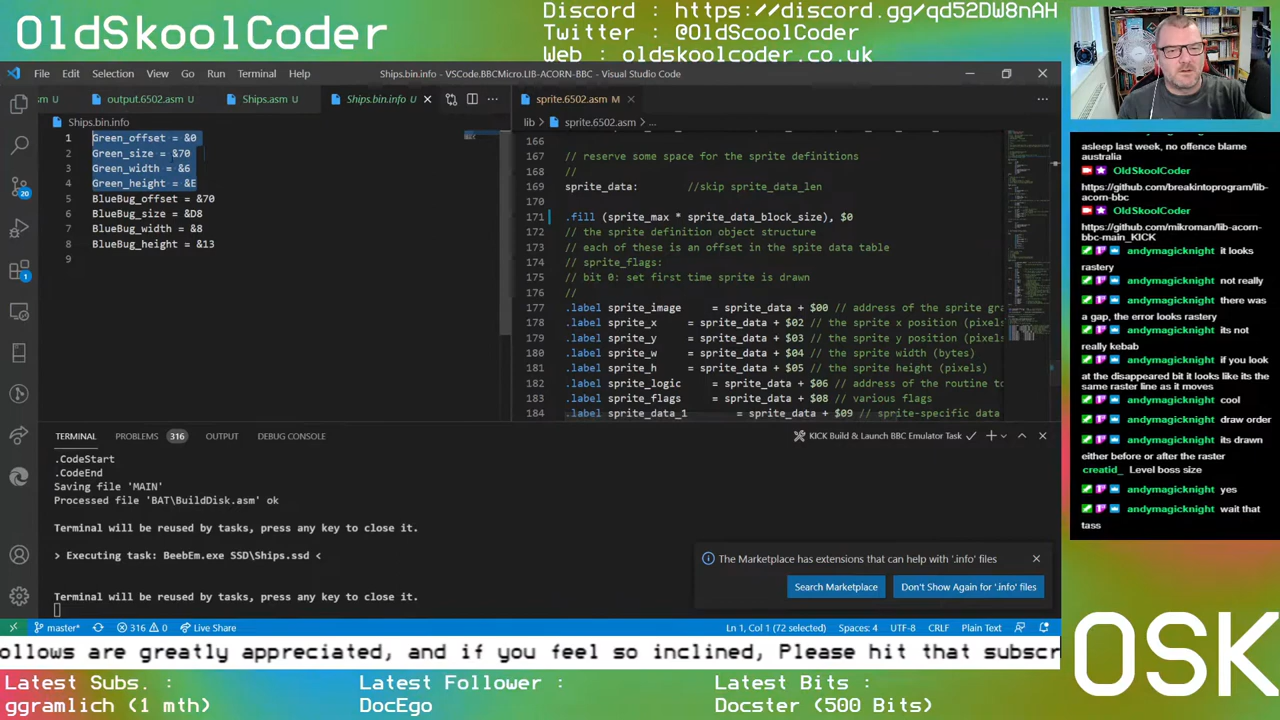 OldSkoolCoder
Discord : https://discord.gg/qd52DW8nAH
Twitter : @OldScoolCoder
Web : oldskoolcoder.co.uk
File Edit Selection View Go Run Terminal Help
Ships.bin.info - VSCode.BBCMicro.LIB-ACORN-BBC - Visual Studio Code
sm U
output.6502.asm U
Ships.asm U
Ships.bin.info U
sprite.6502.asm M
Ships.bin.info
1 Green_offset = &0
2 Green_size = &70
3 Green_width = &6
4 Green_height = &E
5 BlueBug_offset = &70
6 BlueBug_size = &D8
7 BlueBug_width = &8
8 BlueBug_height = &13
9
lib > sprite.6502.asm > ...
166
167 // reserve some space for the sprite definitions
168 //
169 sprite_data: //skip sprite_data_len
170
171 .fill (sprite_max * sprite_data_block_size), $0
172 // the sprite definition object structure
173 // each of these is an offset in the spite data table
174 // sprite_flags:
175 // bit 0: set first time sprite is drawn
176 //
177 .label sprite_image = sprite_data + $00 // address of the sprite gr
178 .label sprite_x = sprite_data + $02 // the sprite x position (pixels
179 .label sprite_y = sprite_data + $03 // the sprite y position (pixels
180 .label sprite_w = sprite_data + $04 // the sprite width (bytes)
181 .label sprite_h = sprite_data + $05 // the sprite height (pixels)
182 .label sprite_logic = sprite_data + $06 // address of the routine to
183 .label sprite_flags = sprite_data + $08 // various flags
184 .label sprite_data_1 = sprite_data + $09 // sprite-specific data
20
1
TERMINAL PROBLEMS 316 OUTPUT DEBUG CONSOLE
KICK Build & Launch BBC Emulator Task
.CodeStart
.CodeEnd
Saving file 'MAIN'
Processed file 'BAT\BuildDisk.asm' ok
Terminal will be reused by tasks, press any key to close it.
> Executing task: BeebEm.exe SSD\Ships.ssd <
Terminal will be reused by tasks, press any key to close it.
The Marketplace has extensions that can help with '.info' files
Search Marketplace
Don't Show Again for '.info' files
master* 316 0 Live Share
Ln 1, Col 1 (72 selected) Spaces: 4 UTF-8 CRLF Plain Text
asleep last week, no offence blame
australia
OldSkoolCoder
https://github.com/breakintoprogram/lib-
acorn-bbc
OldSkoolCoder
https://github.com/mikroman/lib-acorn-
bbc-main_KICK
andymagicknight it looks
rastery
andymagicknight not really
andymagicknight there was
a gap, the error looks rastery
andymagicknight its not
really kebab
andymagicknight if you look
at the disappeared bit it looks like its the
same raster line as it moves
andymagicknight cool
andymagicknight draw order
andymagicknight its drawn
either before or after the raster
creatid_ Level boss size
andymagicknight yes
andymagicknight wait that
tass
OSK
ollows are greatly appreciated, and if you feel so inclined, Please hit that subscr
Latest Subs. :
ggramlich (1 mth)
Latest Follower :
DocEgo
Latest Bits :
Docster (500 Bits)